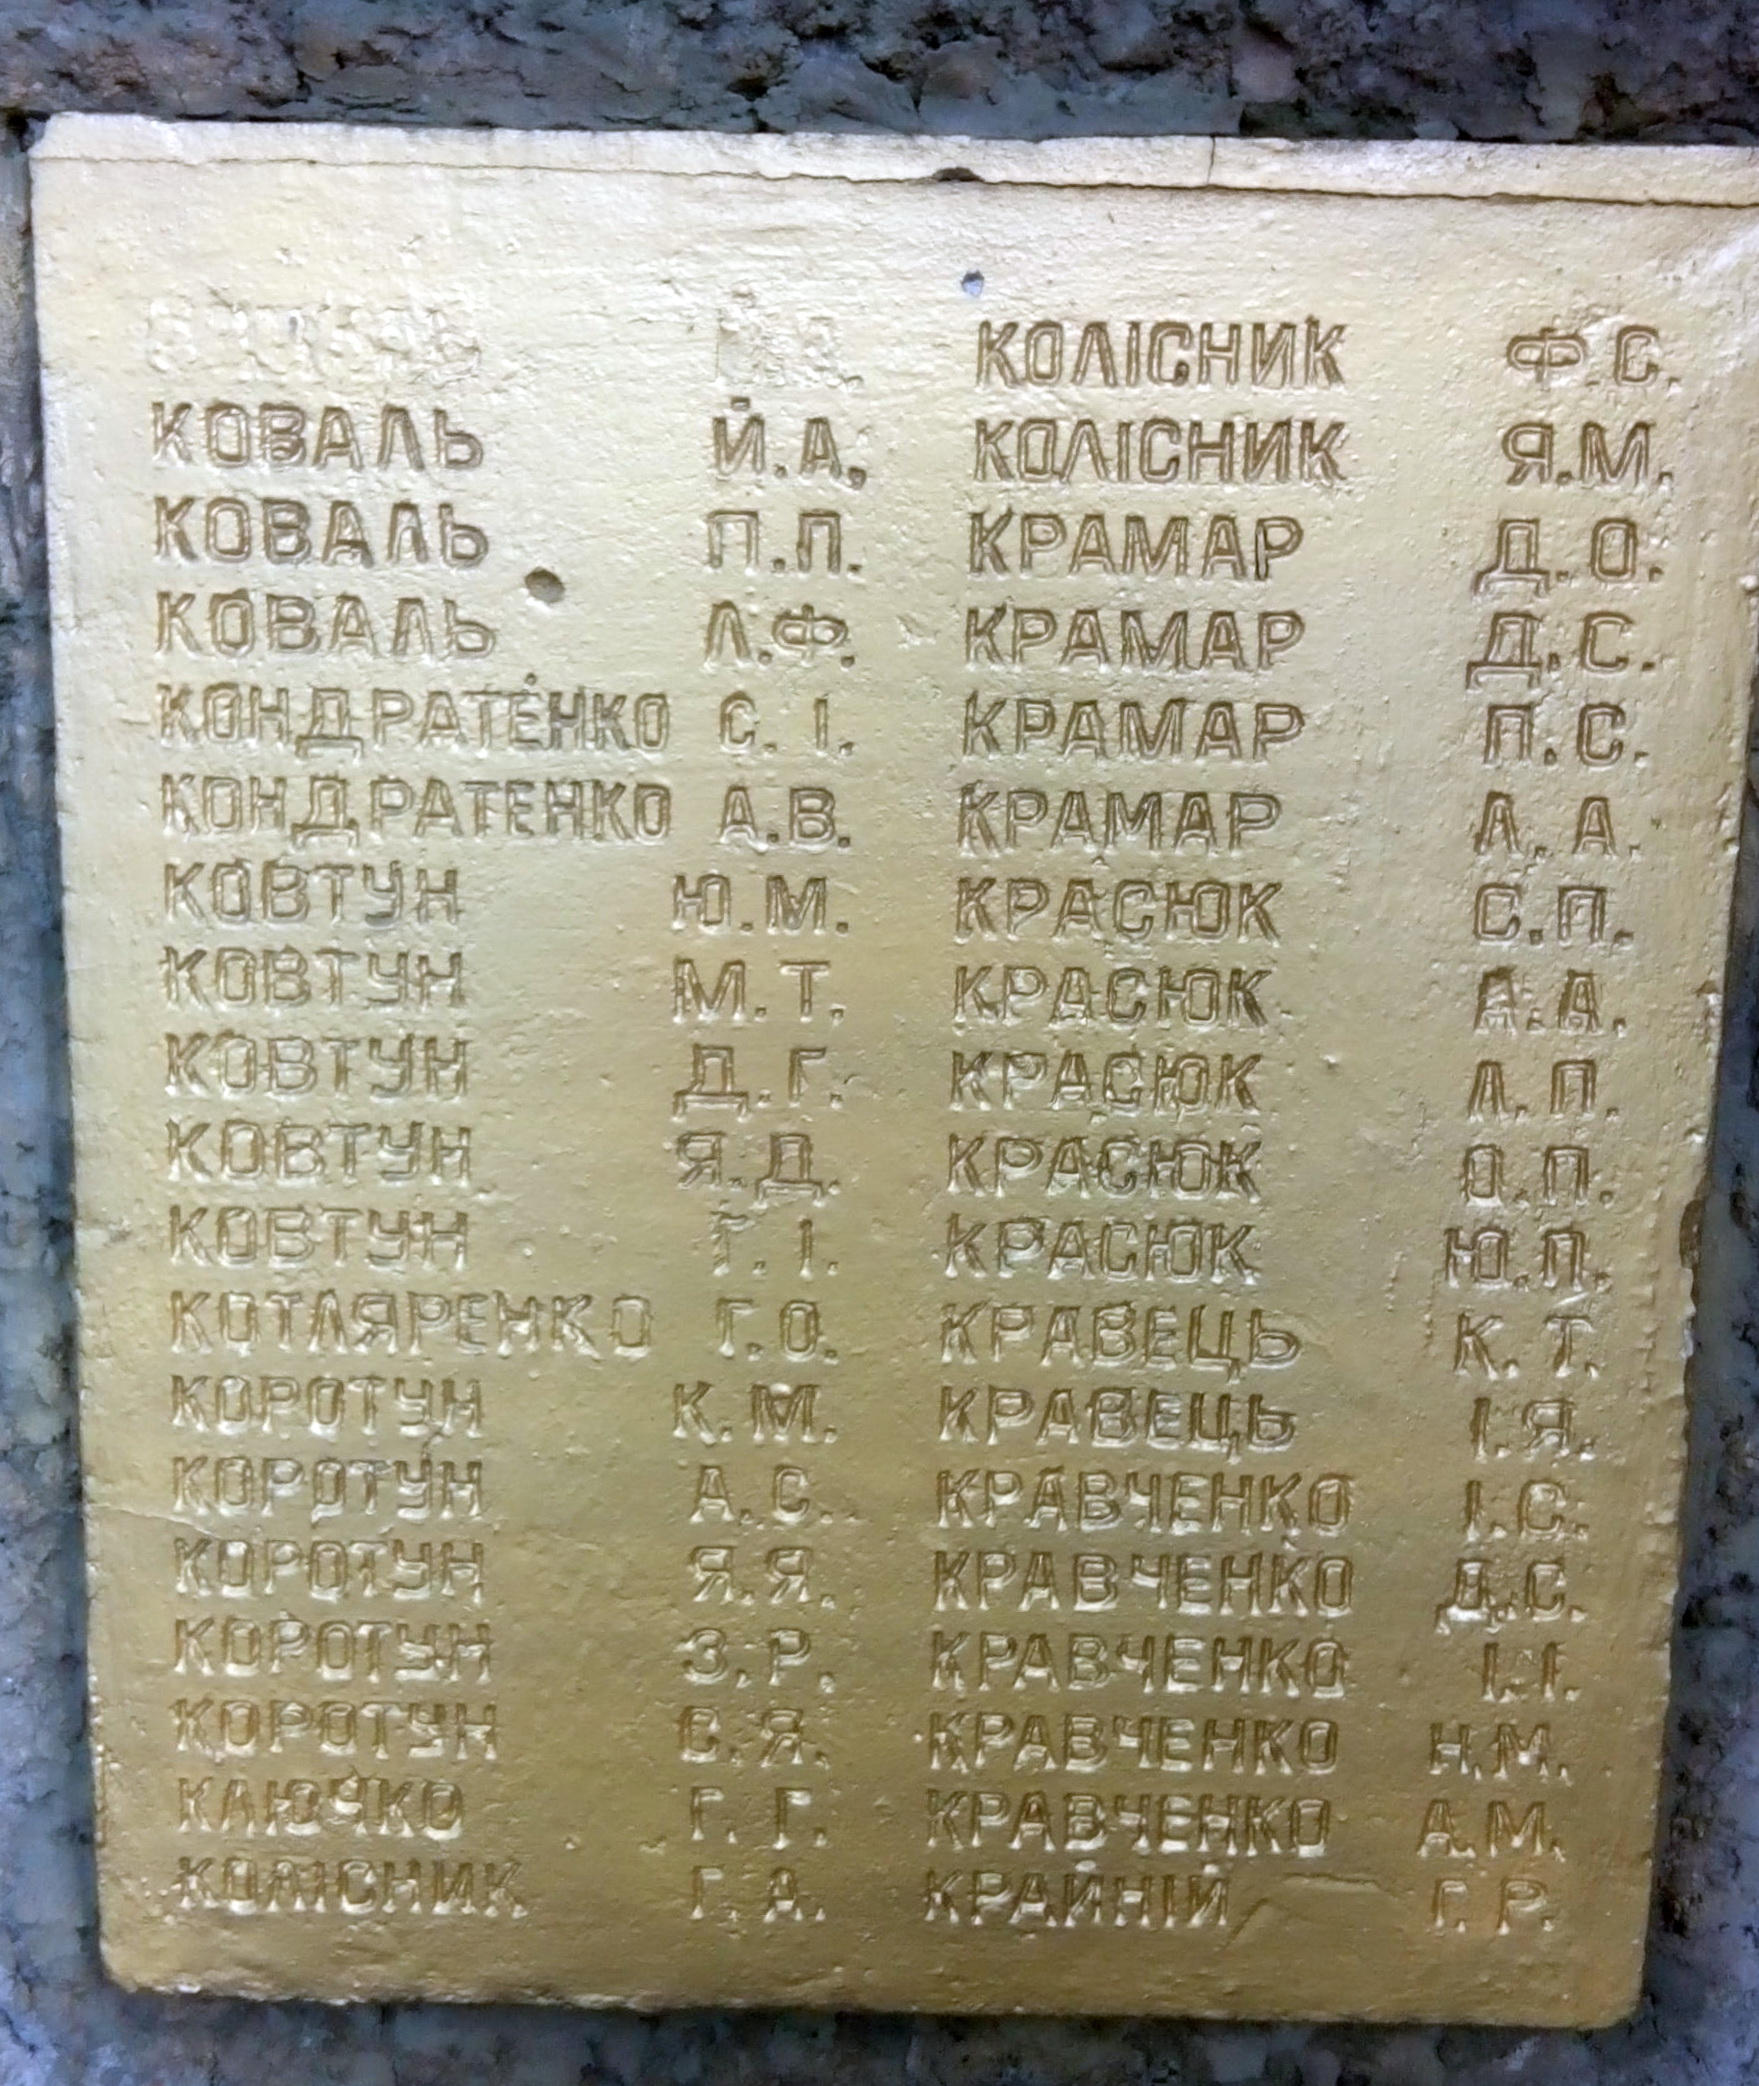 КОВАЛЬ Й.А.
КОВАЛЬ П.П.
КОВАЛЬ Л.Ф.
КОНДРАТЕНКО С.І.
КОНДРАТЕНКО А.В.
КОВТУН Ю.М.
КОВТУН М.Т.
КОВТУН Д.Г.
КОВТУН Я.Д.
КОВТУН Г.І.
КОТЛЯРЕНКО Г.О.
КОРОТУН К.М.
КОРОТУН А.С.
КОРОТУН Я.Я.
КОРОТУН З.Р.
КОРОТУН С.Я.
КЛЮЧКО Г.Г.
КОЛІСНИК Г.А.
КОЛІСНИК Ф.С.
КОЛІСНИК Я.М.
КРАМАР Д.О.
КРАМАР Д.С.
КРАМАР П.С.
КРАМАР Л.А.
КРАСЮК С.П.
КРАСЮК А.А.
КРАСЮК Л.П.
КРАСЮК О.П.
КРАСЮК Ю.П.
КРАВЕЦЬ К.Т.
КРАВЕЦЬ І.Я.
КРАВЧЕНКО І.С.
КРАВЧЕНКО Д.С.
КРАВЧЕНКО І.І.
КРАВЧЕНКО Н.М.
КРАВЧЕНКО А.М.
КРАЙНІЙ Г.Р.